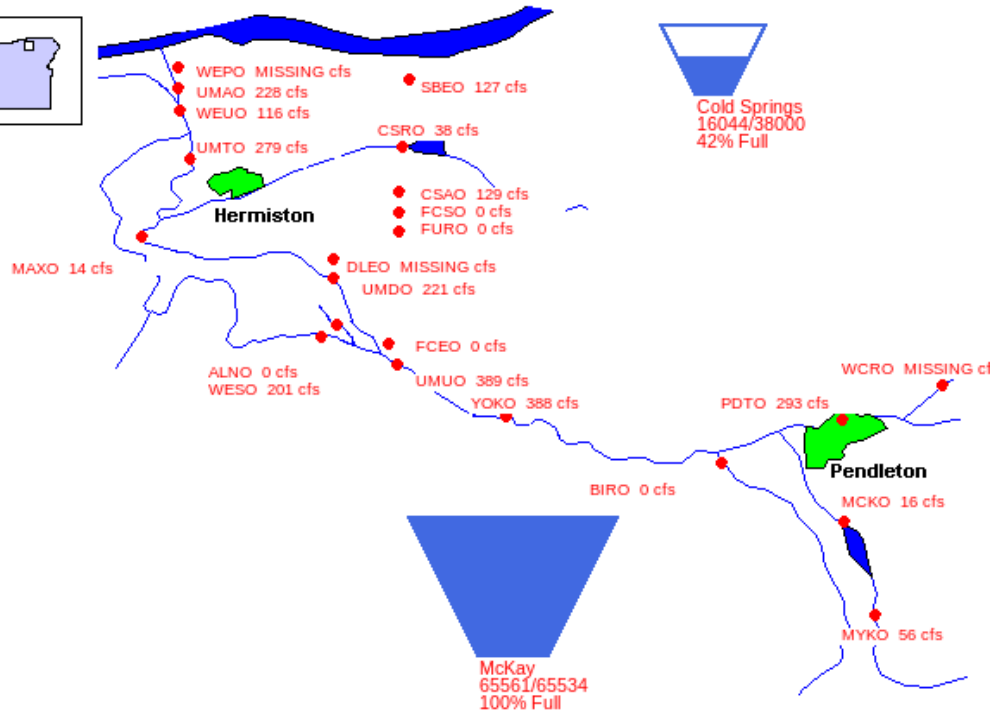 WEPO MISSING cfs
UMAO 228 cfs
WEUO 116 cfs
SBEO 127 cfs
Cold Springs
16044/38000
42% Full
CSRO 38 cfs
UMTO 279 cfs
Hermiston
CSAO 129 cfs
FCSO 0 cfs
FURO 0 cfs
MAXO 14 cfs
DLEO MISSING cfs
UMDO 221 cfs
FCEO 0 cfs
ALNO 0 cfs
WESO 201 cfs
UMUO 389 cfs
YOKO 388 cfs
WCRO MISSING cf
PDTO 293 cfs
Pendleton
BIRO 0 cfs
MCKO 16 cfs
MYKO 56 cfs
McKay
65561/65534
100% Full